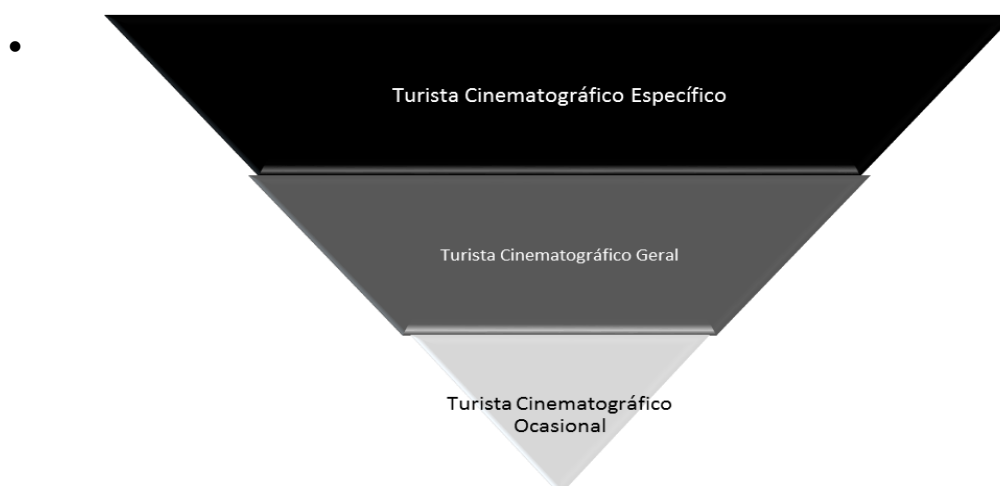 Turista Cinematográfico Específico
Turista Cinematográfico Geral
Turista Cinematográfico
Ocasional